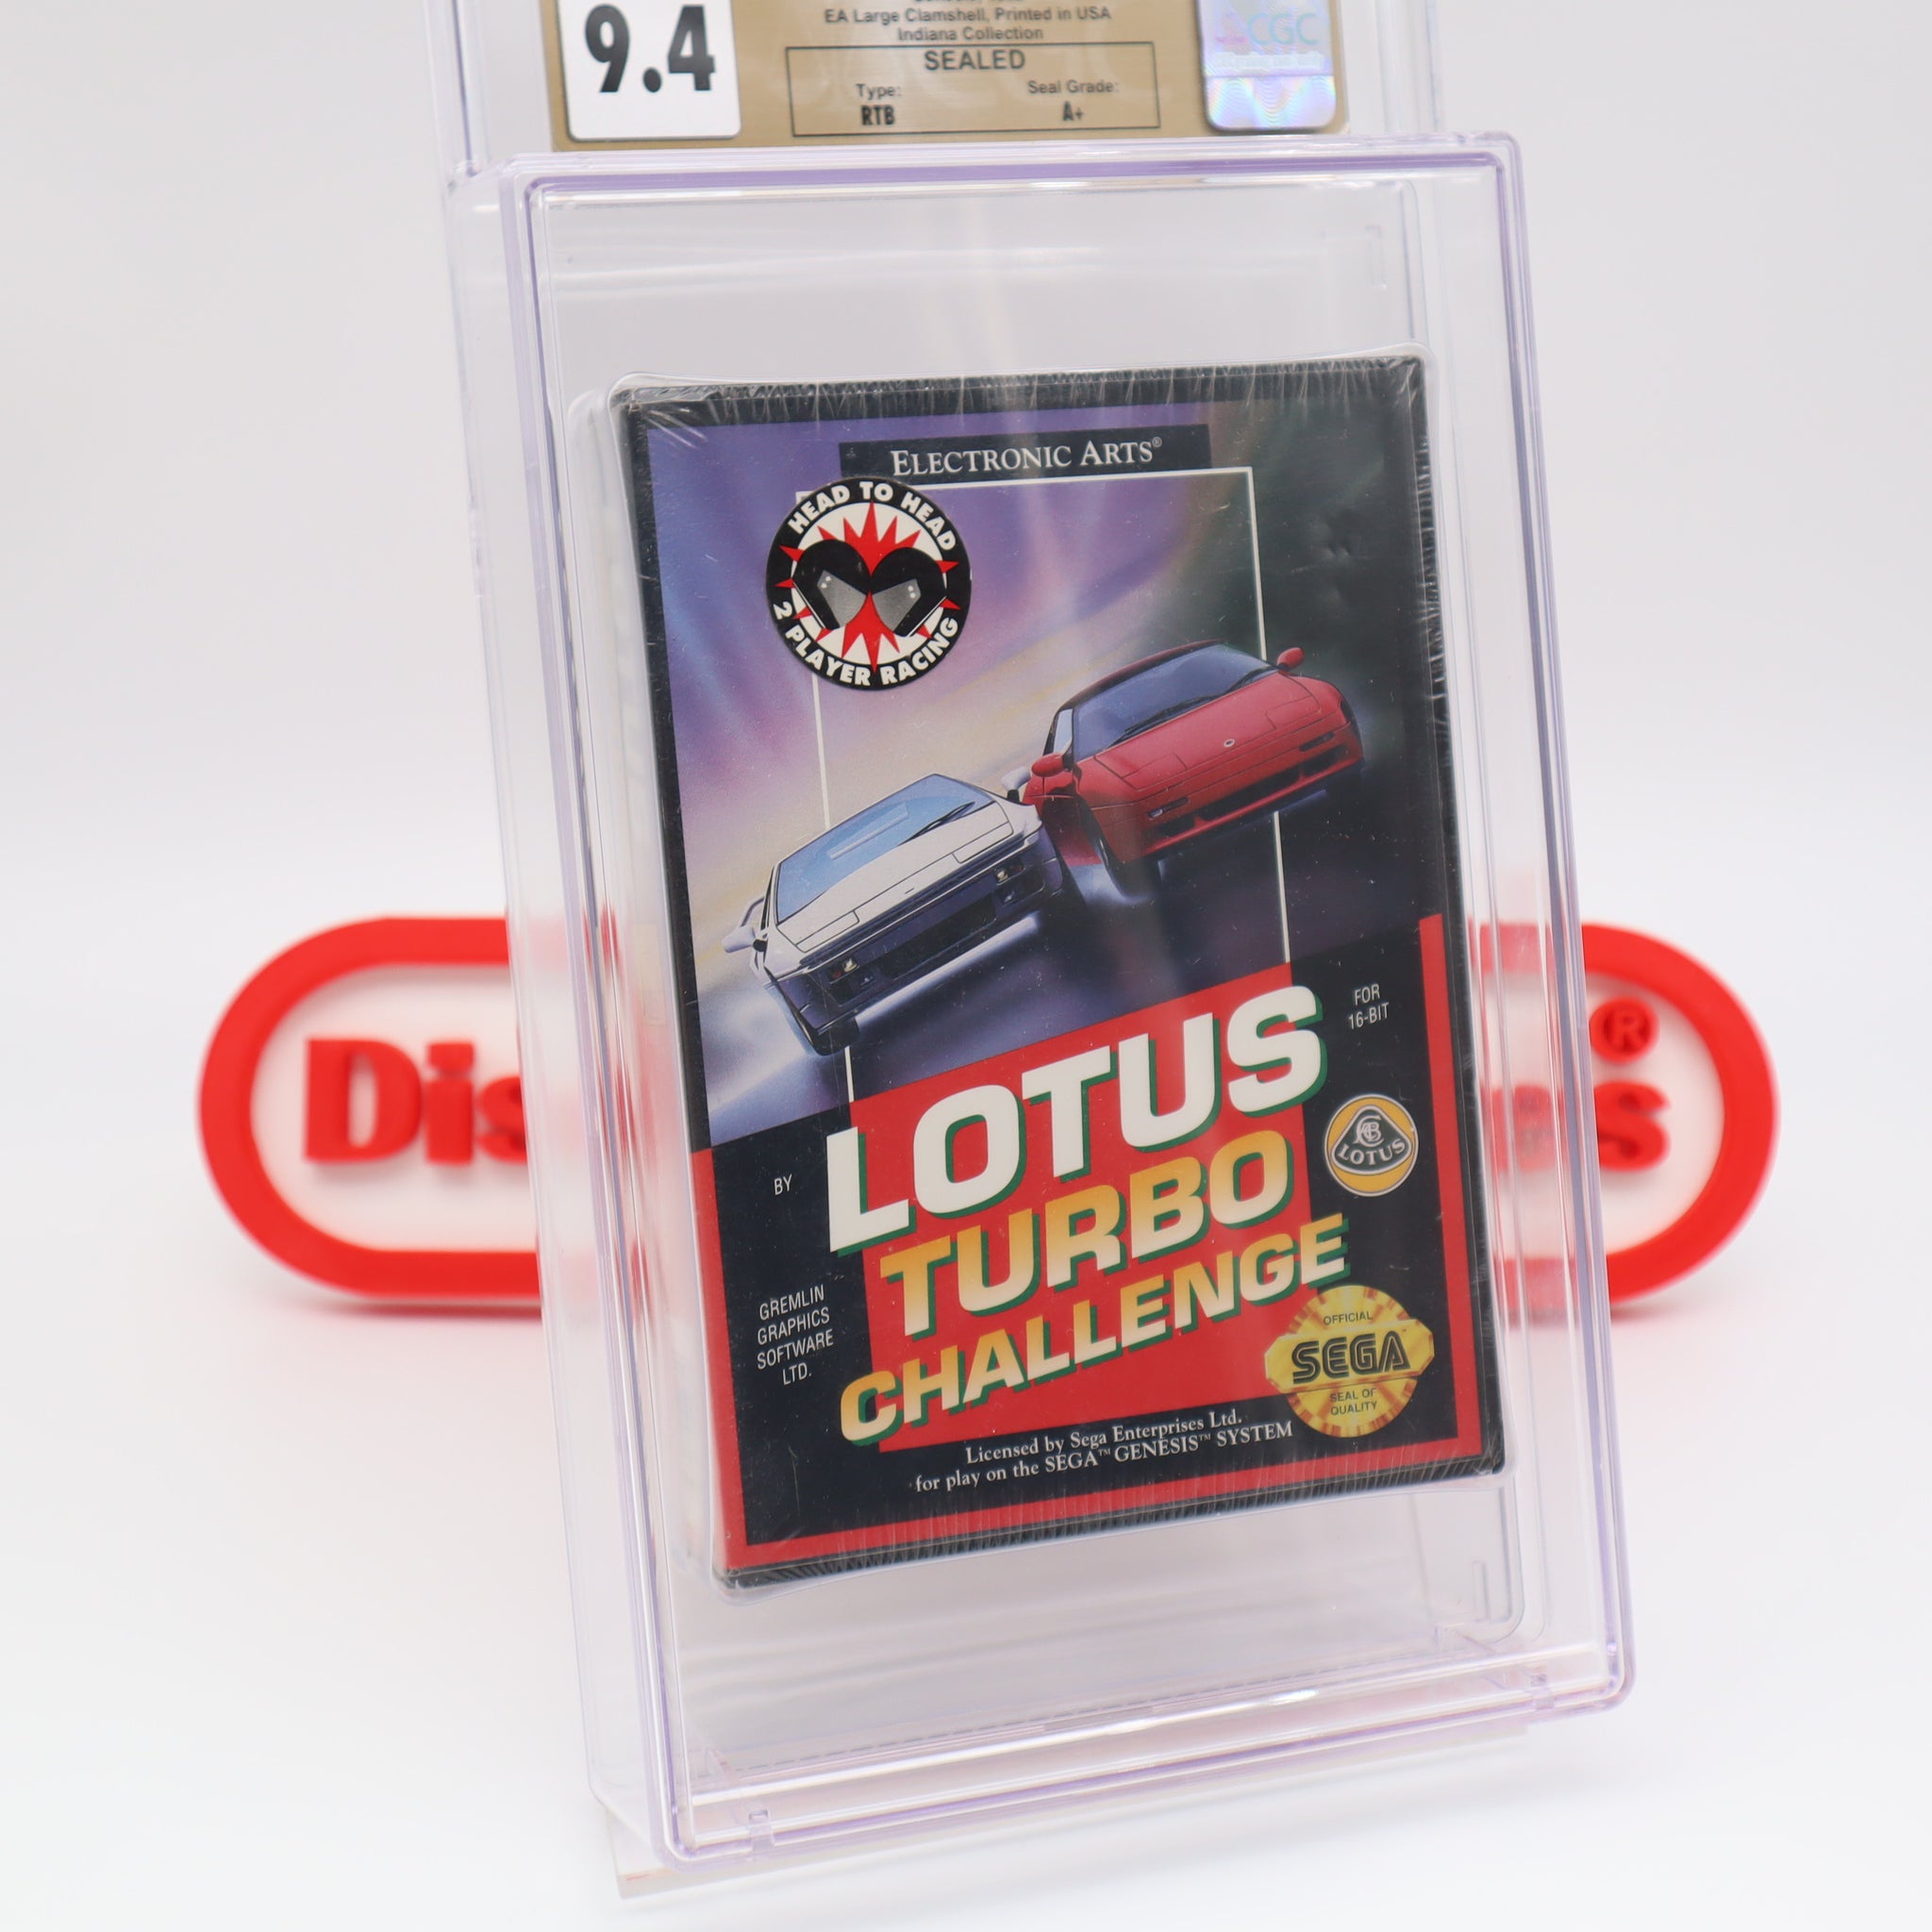 9.4
EA Large Clamshell, Printed in USA
Indiana Collection
SEALED
Type:
RTB
Seal Grade:
A+
CGC
ELECTRONIC ARTS®
HEAD TO HEAD
2 PLAYER RACING
FOR
16-BIT
LOTUS
TURBO
CHALLENGE
LOTUS
BY
GREMLIN
GRAPHICS
SOFTWARE
LTD.
OFFICIAL
SEGA
SEAL OF
QUALITY
Licensed by Sega Enterprises Ltd.
for play on the SEGA™ GENESIS™ SYSTEM